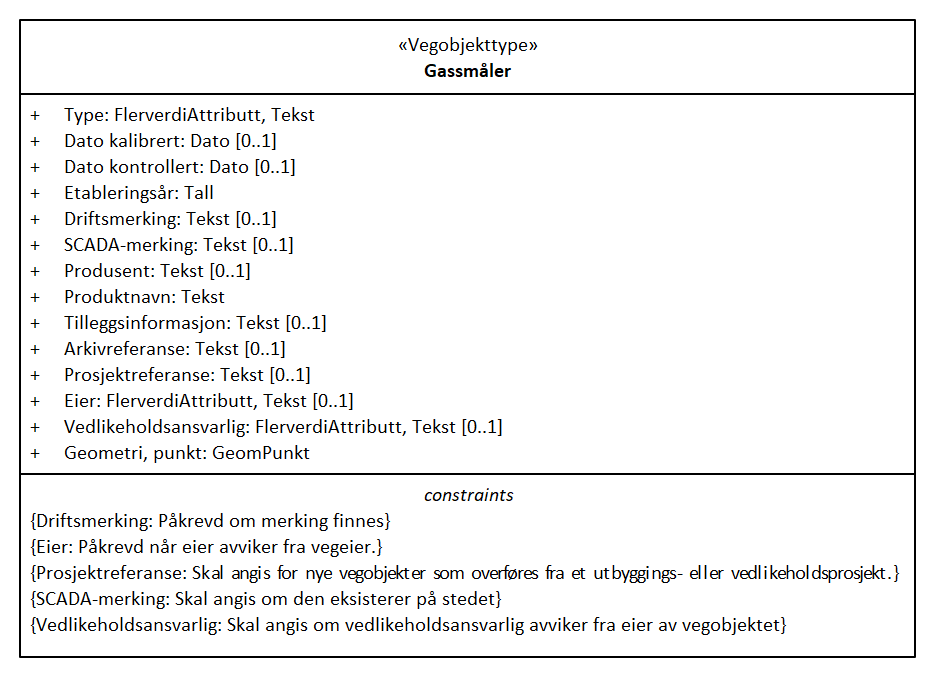 «Vegobjekttype»
Gassmåler
+ Type: FlerverdiAttributt, Tekst
+ Dato kalibrert: Dato [0..1]
+ Dato kontrollert: Dato [0..1]
+ Etableringsår: Tall
+ Driftsmerking: Tekst [0..1]
+ SCADA-merking: Tekst [0..1]
+ Produsent: Tekst [0..1]
+ Produktnavn: Tekst
+ Tilleggsinformasjon: Tekst [0..1]
+ Arkivreferanse: Tekst [0..1]
+ Prosjektreferanse: Tekst [0..1]
+ Eier: FlerverdiAttributt, Tekst [0..1]
+ Vedlikeholdsansvarlig: FlerverdiAttributt, Tekst [0..1]
+ Geometri, punkt: GeomPunkt
constraints
{Driftsmerking: Påkrevd om merking finnes}
{Eier: Påkrevd når eier avviker fra vegeier.}
{Prosjektreferanse: Skal angis for nye vegobjekter som overføres fra et utbyggings- eller vedlikeholdsprosjekt.}
{SCADA-merking: Skal angis om den eksisterer på stedet}
{Vedlikeholdsansvarlig: Skal angis om vedlikeholdsansvarlig avviker fra eier av vegobjektet}